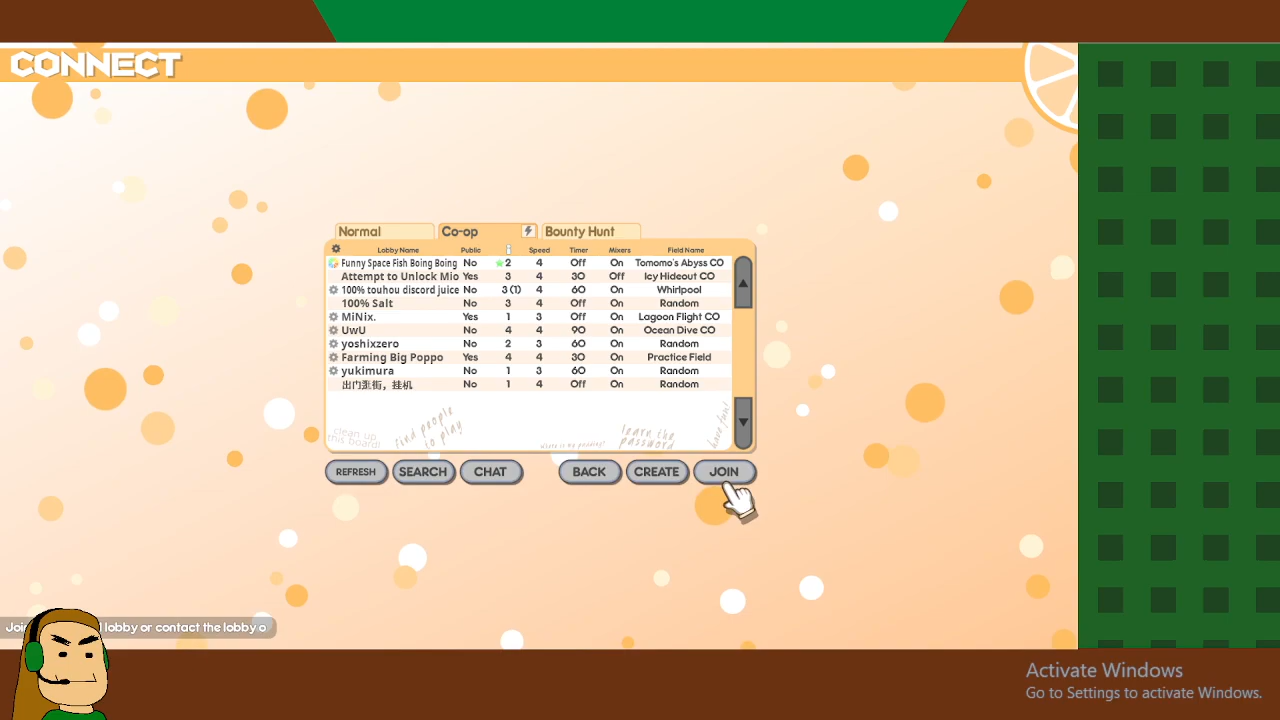 CONNECT
Normal Co-op Bounty Hunt
Lobby Name Public Speed Timer Mixers Field Name
Funny Space Fish Boing Boing No 2 4 Off On Tomomo's Abyss CO
Attempt to Unlock Mio Yes 3 4 30 Off Icy Hideout CO
100% touhou discord juice No 3 (1) 4 60 On Whirlpool
100% Salt No 3 4 Off On Random
MiNix. Yes 1 3 Off On Lagoon Flight CO
UwU No 4 4 90 On Ocean Dive CO
yoshixzero No 2 3 60 On Random
Farming Big Poppo Yes 4 4 30 On Practice Field
yukimura No 1 3 60 On Random
出门逛街，挂机 No 1 4 Off On Random
clean up this board!
find people to play
where is my pudding?
learn the password
have fun!
REFRESH SEARCH CHAT BACK CREATE JOIN
Joi lobby or contact the lobby o
Activate Windows
Go to Settings to activate Windows.